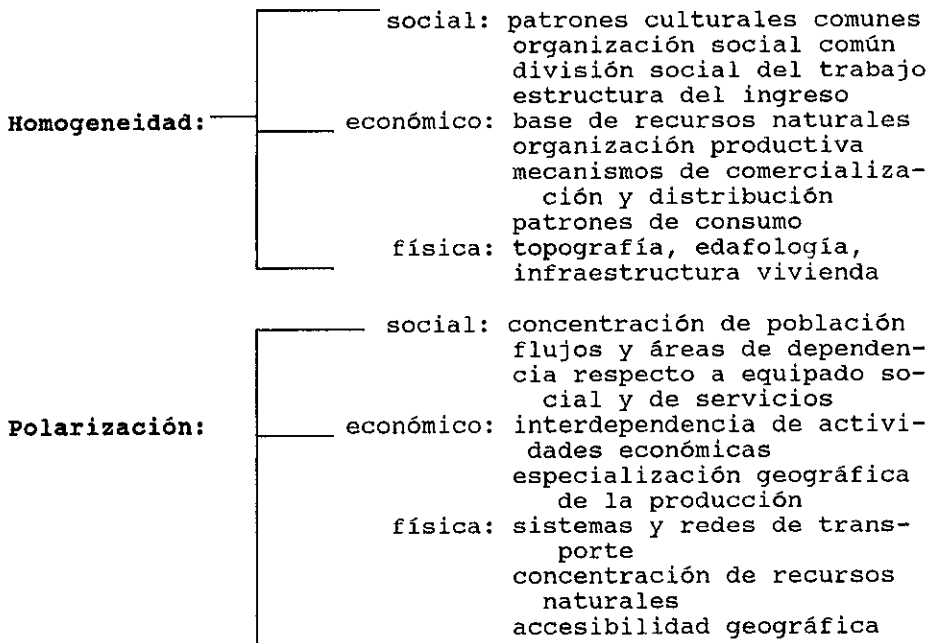 social: patrones culturales comunes
organización social común
división social del trabajo
estructura del ingreso
Homogeneidad: económico: base de recursos naturales
organización productiva
mecanismos de comercializa-
ción y distribución
patrones de consumo
física: topografía, edafología,
infraestructura vivienda
social: concentración de población
flujos y áreas de dependen-
cia respecto a equipado so-
cial y de servicios
Polarización: económico: interdependencia de activi-
dades económicas
especialización geográfica
de la producción
física: sistemas y redes de trans-
porte
concentración de recursos
naturales
accesibilidad geográfica